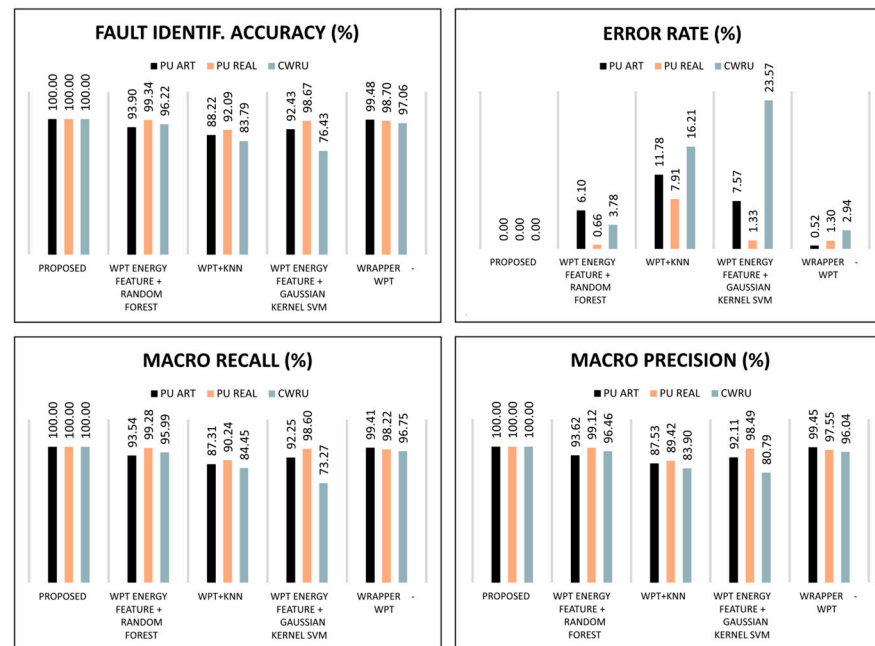 FAULT IDENTIF. ACCURACY (%)
PU ART PU REAL CWRU
100.00 100.00 100.00 93.90 99.34 96.22 88.22 92.09 83.79 92.43 98.67 76.43 99.48 98.70 97.06
PROPOSED WPT ENERGY WPT+KNN WPT ENERGY WRAPPER -
FEATURE + FEATURE + WPT
RANDOM GAUSSIAN
FOREST KERNEL SVM
ERROR RATE (%)
PU ART PU REAL CWRU
0.00 0.00 0.00 6.10 0.66 3.78 11.78 7.91 16.21 7.57 1.33 23.57 0.52 1.30 2.94
PROPOSED WPT ENERGY WPT+KNN WPT ENERGY WRAPPER -
FEATURE + FEATURE + WPT
RANDOM GAUSSIAN
FOREST KERNEL SVM
MACRO RECALL (%)
PU ART PU REAL CWRU
100.00 100.00 100.00 93.54 99.28 95.99 87.31 90.24 84.45 92.25 98.60 73.27 99.41 98.22 96.75
PROPOSED WPT ENERGY WPT+KNN WPT ENERGY WRAPPER -
FEATURE + FEATURE + WPT
RANDOM GAUSSIAN
FOREST KERNEL SVM
MACRO PRECISION (%)
PU ART PU REAL CWRU
100.00 100.00 100.00 93.62 99.12 96.46 87.53 89.42 83.90 92.11 98.49 80.79 99.45 97.55 96.04
PROPOSED WPT ENERGY WPT+KNN WPT ENERGY WRAPPER -
FEATURE + FEATURE + WPT
RANDOM GAUSSIAN
FOREST KERNEL SVM